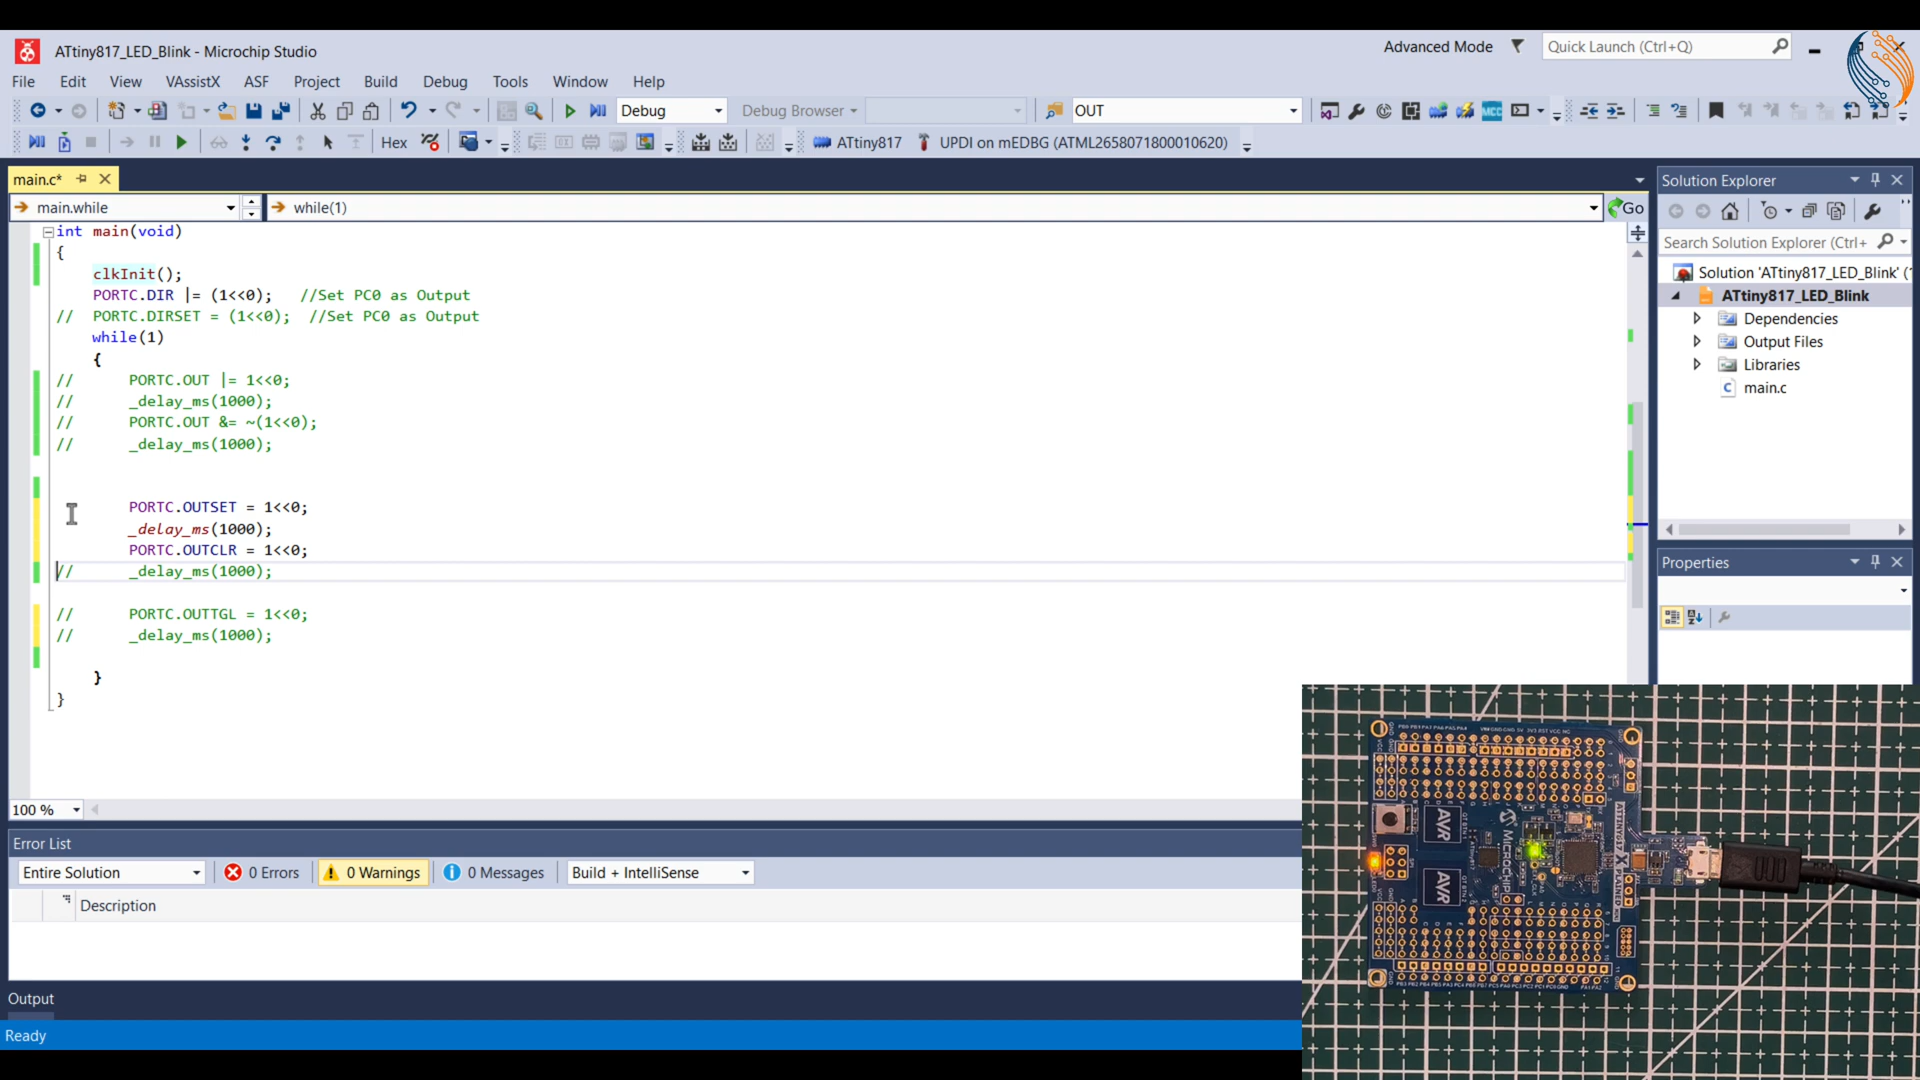 ATtiny817_LED_Blink - Microchip Studio
Advanced Mode
Quick Launch (Ctrl+Q)
File Edit View VAssistX ASF Project Build Debug Tools Window Help
Debug
Debug Browser
OUT
Hex
ATtiny817
UPDI on mEDBG (ATML2658071800010620)
main.c*
main.while
while(1)
Go
int main(void)
{
clkInit();
PORTC.DIR |= (1<<0); //Set PC0 as Output
// PORTC.DIRSET = (1<<0); //Set PC0 as Output
while(1)
{
// PORTC.OUT |= 1<<0;
// _delay_ms(1000);
// PORTC.OUT &= ~(1<<0);
// _delay_ms(1000);
PORTC.OUTSET = 1<<0;
_delay_ms(1000);
PORTC.OUTCLR = 1<<0;
// _delay_ms(1000);
// PORTC.OUTTGL = 1<<0;
// _delay_ms(1000);
}
}
100 %
Solution Explorer
Search Solution Explorer (Ctrl+
Solution 'ATtiny817_LED_Blink' (
ATtiny817_LED_Blink
Dependencies
Output Files
Libraries
main.c
Properties
Error List
Entire Solution
0 Errors
0 Warnings
0 Messages
Build + IntelliSense
Description
Output
Ready
AVR
AVR
MICROCHIP